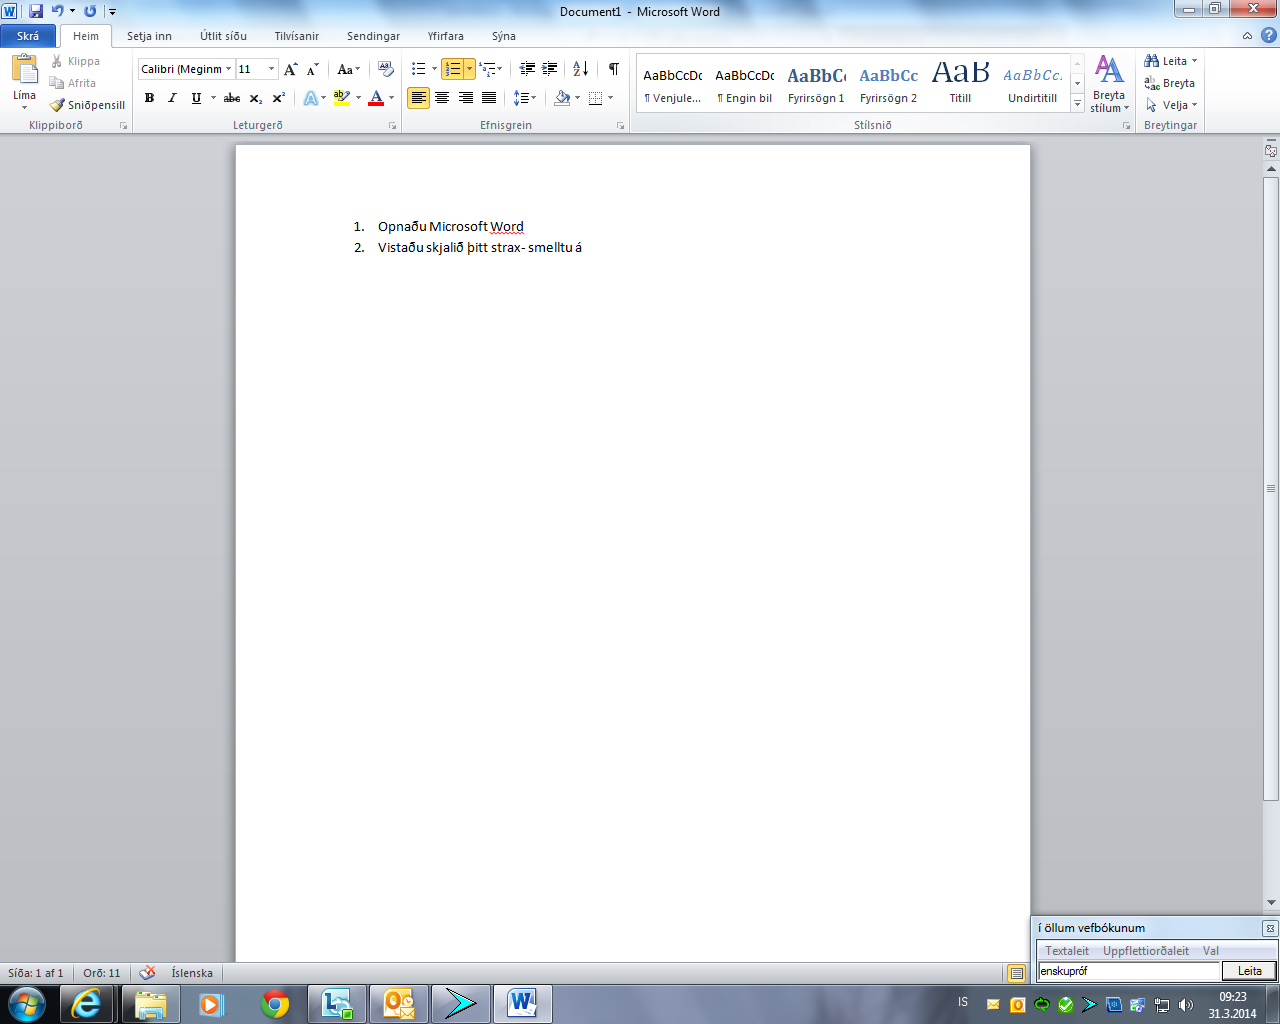 Document1 - Microsoft Word
Skrá Heim Setja inn Útlit síðu Tilvísanir Sendingar Yfirfara Sýna
Líma
Klippa
Afrita
Sniðpensill
Klippiborð
Calibri (Meginm 11
Leturgerð
Efnisgrein
AaBbCcDc AaBbCcDc AaBbCc AaBbCc AaB AaBbCc.
¶ Venjule... ¶ Engin bil Fyrirsögn 1 Fyrirsögn 2 Titill Undirtitill
Stílsnið
Breyta stílum
Leita
Breyta
Velja
Breytingar
1. Opnaðu Microsoft Word
2. Vistaðu skjalið þitt strax- smelltu á
í öllum vefbókunum
Textaleit Uppflettiorðaleit Val
enskupróf Leita
Síða: 1 af 1 Orð: 11 Íslenska
IS
09:23
31.3.2014